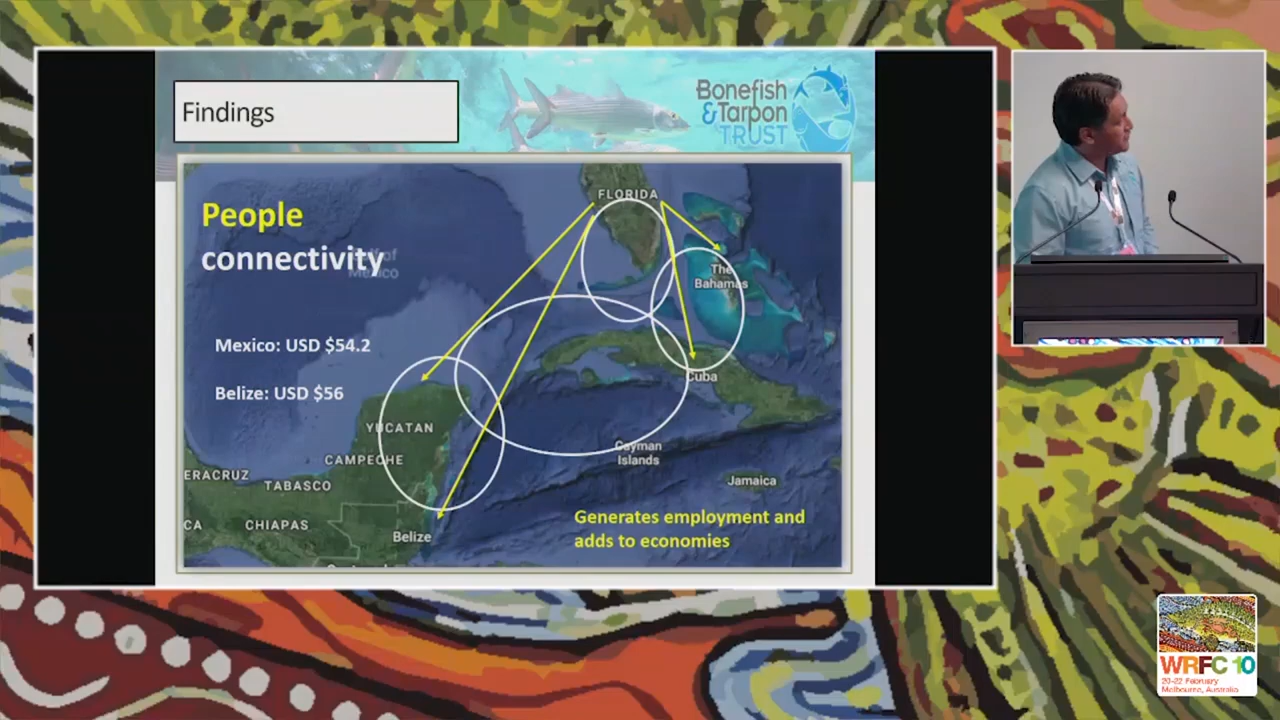 Findings
Bonefish
& Tarpon
TRUST
People
connectivity
Gulf of
Mexico
Mexico: USD $54.2
Belize: USD $56
FLORIDA
The
Bahamas
Cuba
YUCATAN
CAMPECHE
ERACRUZ
TABASCO
CA
CHIAPAS
Belize
Cayman
Islands
Jamaica
Generates employment and
adds to economies
WRFC 10
20-22 February
Melbourne, Australia